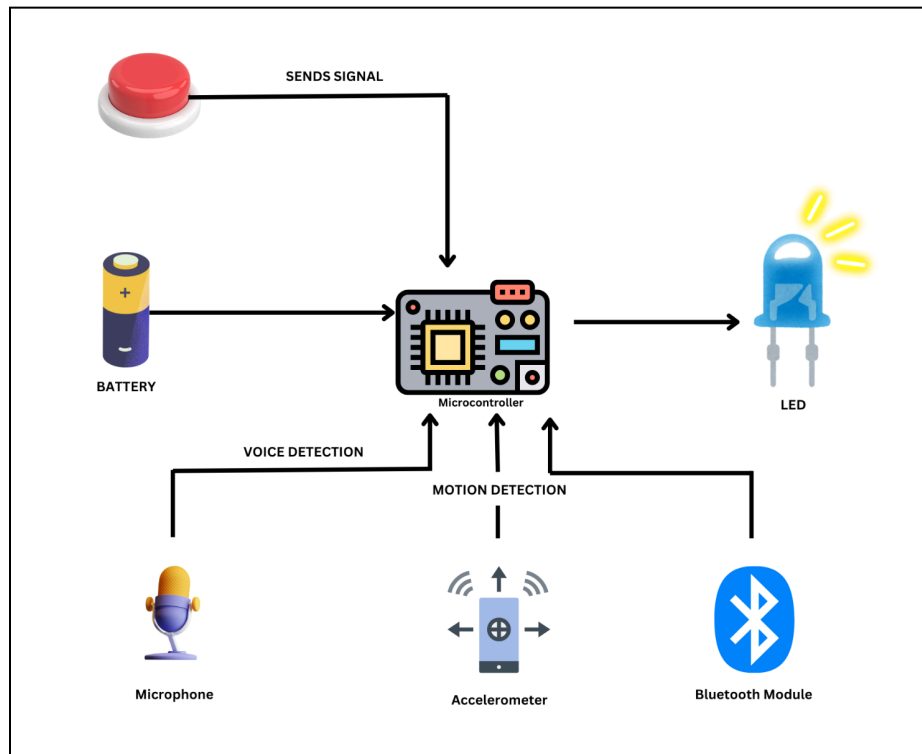 SENDS SIGNAL
BATTERY
Microcontroller
LED
VOICE DETECTION
MOTION DETECTION
Microphone
Accelerometer
Bluetooth Module